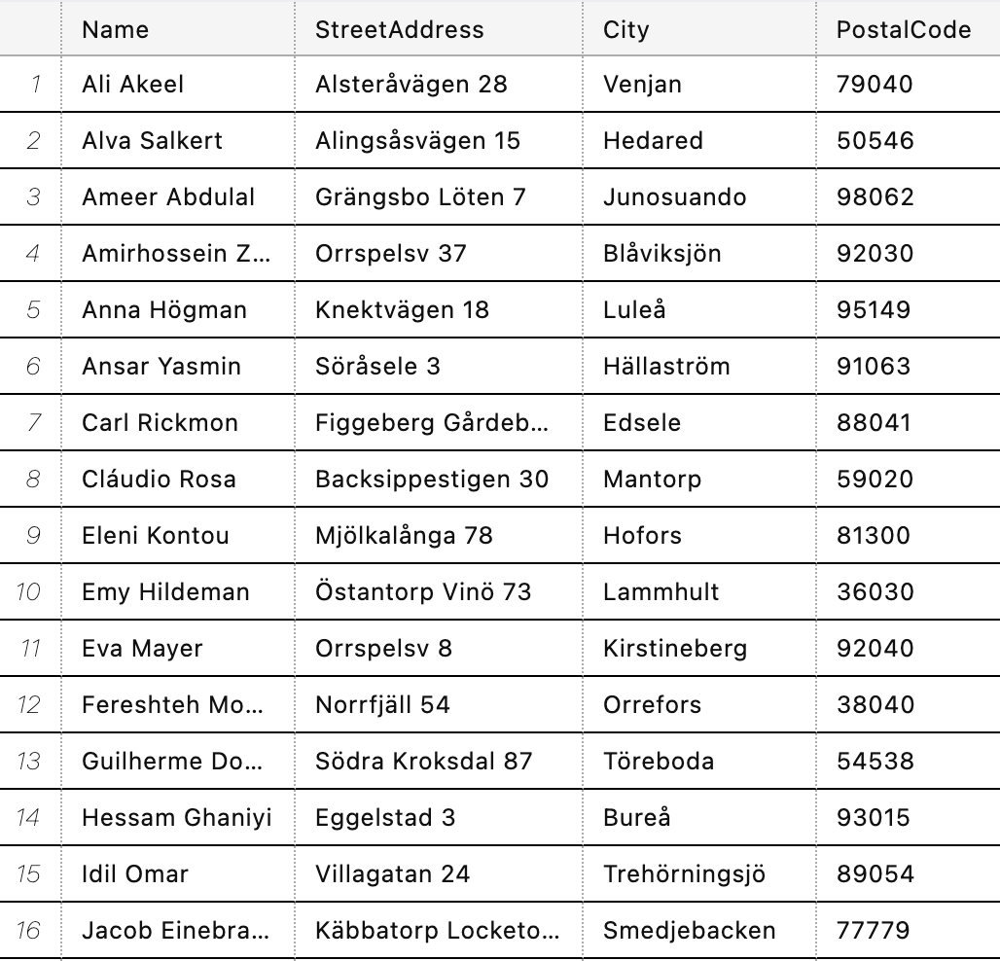 Name StreetAddress City PostalCode
1 Ali Akeel Alsteråvägen 28 Venjan 79040
2 Alva Salkert Alingsåsvägen 15 Hedared 50546
3 Ameer Abdulal Grängsbo Löten 7 Junosuando 98062
4 Amirhossein Z... Orrspelsv 37 Blåviksjön 92030
5 Anna Högman Knektvägen 18 Luleå 95149
6 Ansar Yasmin Söråsele 3 Hällaström 91063
7 Carl Rickmon Figgeberg Gårdeb... Edsele 88041
8 Cláudio Rosa Backsippestigen 30 Mantorp 59020
9 Eleni Kontou Mjölkalånga 78 Hofors 81300
10 Emy Hildeman Östantorp Vinö 73 Lammhult 36030
11 Eva Mayer Orrspelsv 8 Kirstineberg 92040
12 Fereshteh Mo... Norrfjäll 54 Orrefors 38040
13 Guilherme Do... Södra Kroksdal 87 Töreboda 54538
14 Hessam Ghaniyi Eggelstad 3 Bureå 93015
15 Idil Omar Villagatan 24 Trehörningsjö 89054
16 Jacob Einebra... Käbbatorp Locketo... Smedjebacken 77779